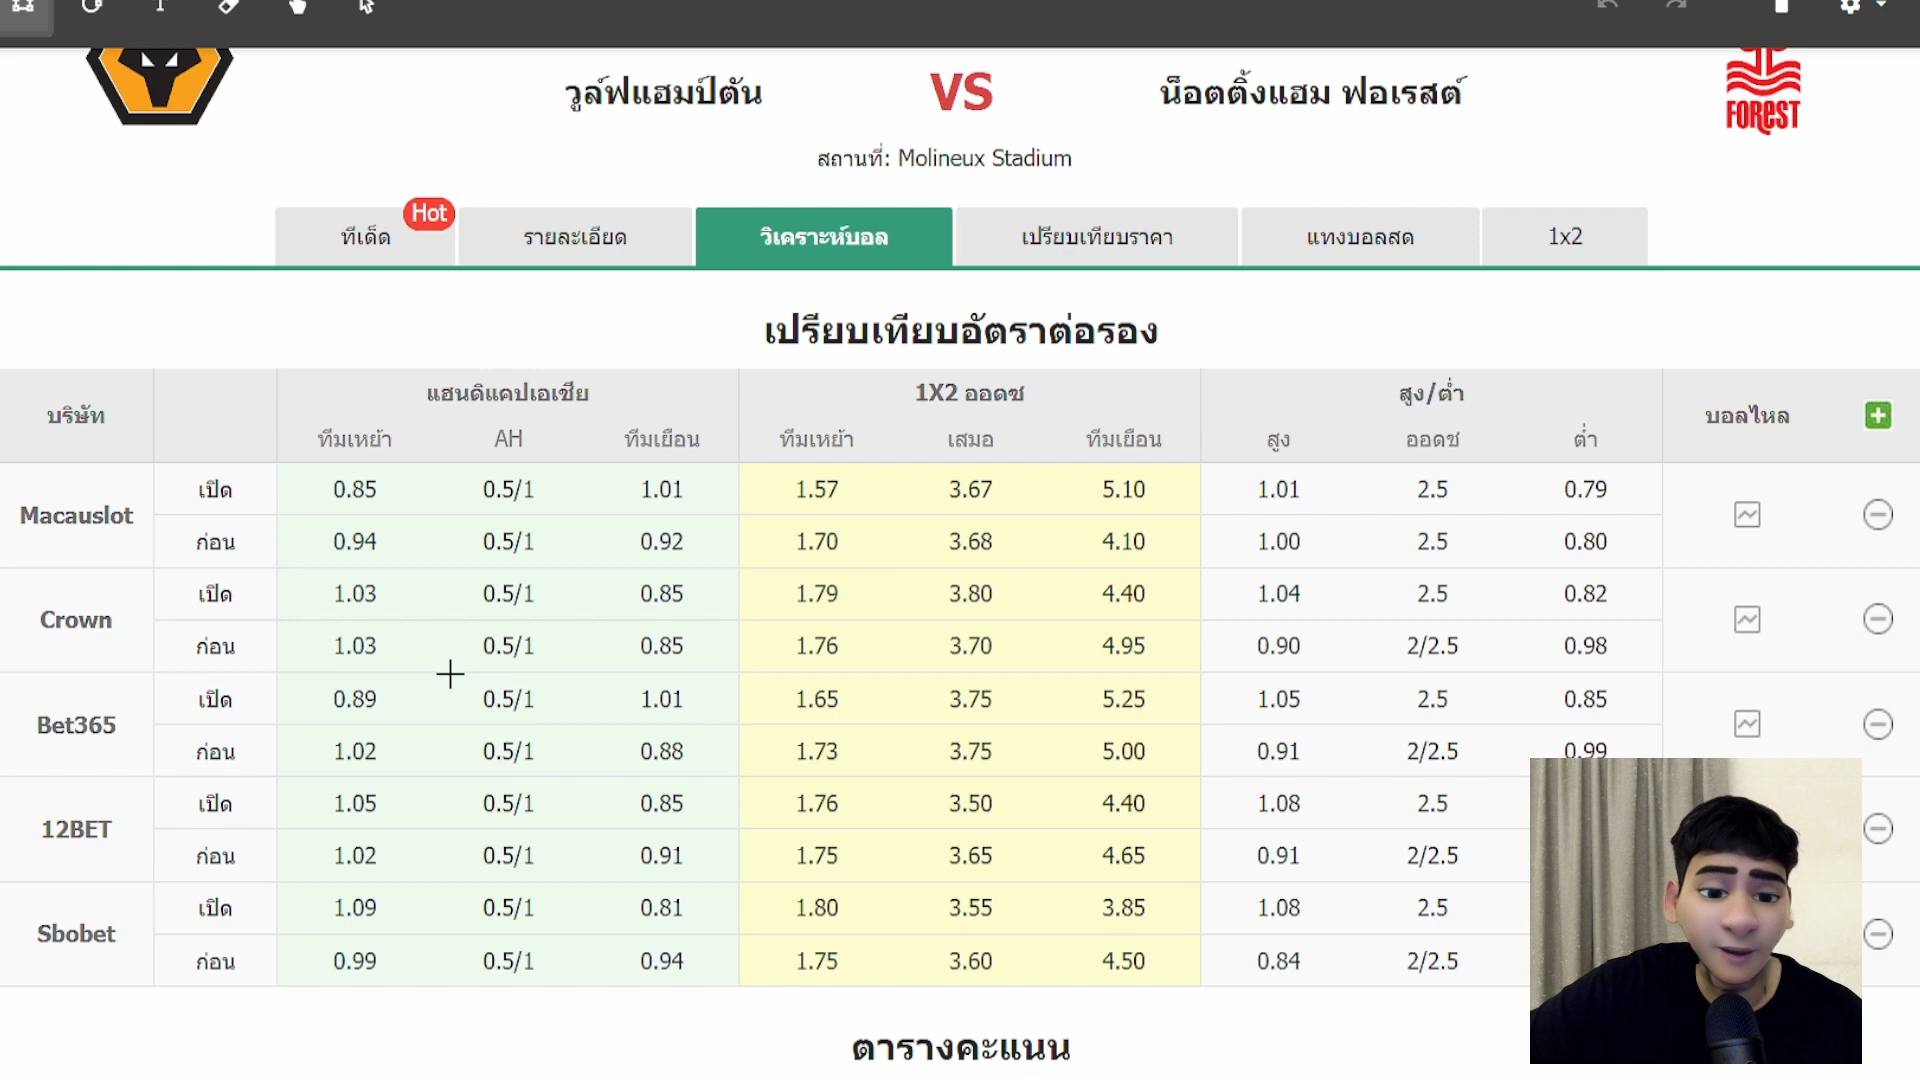 วูล์ฟแฮมป์ตัน VS น็อตติ้งแฮม ฟอเรสต์
FOREST
สถานที่: Molineux Stadium
ทีเด็ด Hot รายละเอียด วิเคราะห์บอล เปรียบเทียบราคา แทงบอลสด 1x2
เปรียบเทียบอัตราต่อรอง
บริษัท แฮนดิแคปเอเชีย 1X2 ออดซ์ สูง/ต่ำ บอลไหล
ทีมเหย้า AH ทีมเยือน ทีมเหย้า เสมอ ทีมเยือน สูง ออดซ์ ต่ำ
Macauslot
เปิด 0.85 0.5/1 1.01 1.57 3.67 5.10 1.01 2.5 0.79
ก่อน 0.94 0.5/1 0.92 1.70 3.68 4.10 1.00 2.5 0.80
Crown
เปิด 1.03 0.5/1 0.85 1.79 3.80 4.40 1.04 2.5 0.82
ก่อน 1.03 0.5/1 0.85 1.76 3.70 4.95 0.90 2/2.5 0.98
Bet365
เปิด 0.89 0.5/1 1.01 1.65 3.75 5.25 1.05 2.5 0.85
ก่อน 1.02 0.5/1 0.88 1.73 3.75 5.00 0.91 2/2.5 0.99
12BET
เปิด 1.05 0.5/1 0.85 1.76 3.50 4.40 1.08 2.5
ก่อน 1.02 0.5/1 0.91 1.75 3.65 4.65 0.91 2/2.5
Sbobet
เปิด 1.09 0.5/1 0.81 1.80 3.55 3.85 1.08 2.5
ก่อน 0.99 0.5/1 0.94 1.75 3.60 4.50 0.84 2/2.5
ตารางคะแนน